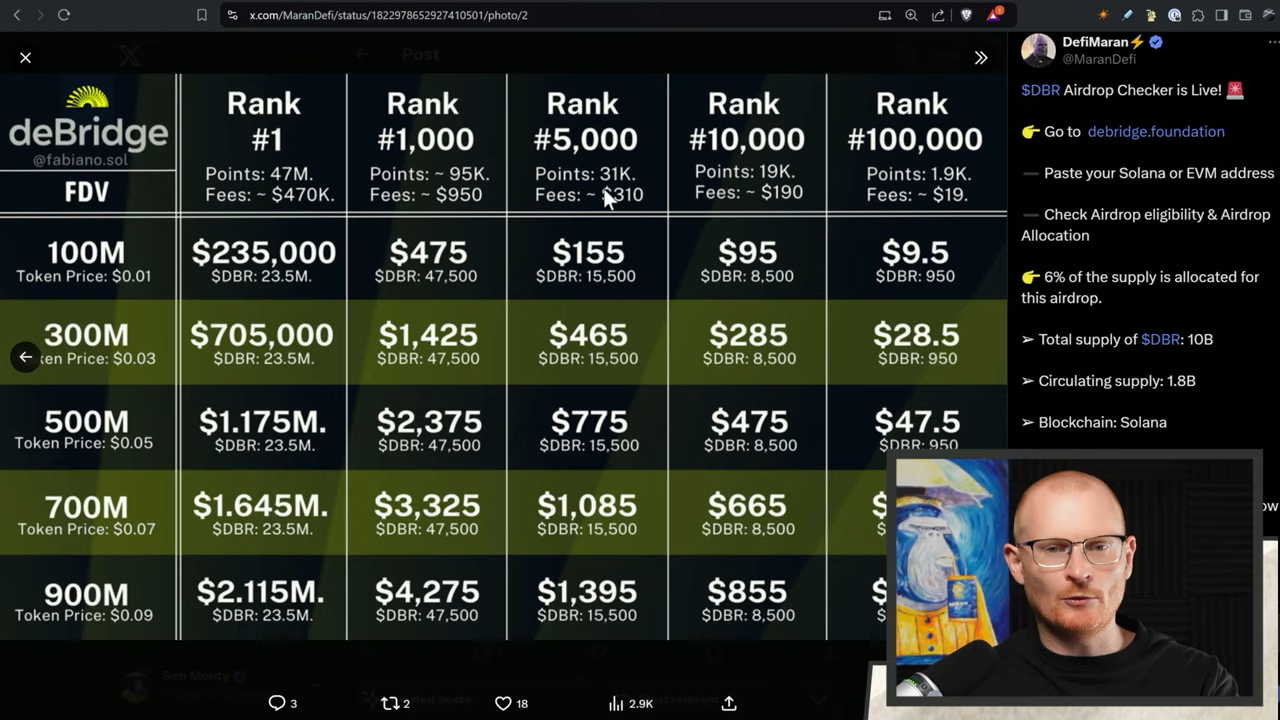 x.com/MaranDefi/status/1822978652927410501/photo/2
Post
deBridge
@fabiano.sol
FDV
Rank #1
Points: 47M.
Fees: ~ $470K.
Rank #1,000
Points: ~ 95K.
Fees: ~ $950
Rank #5,000
Points: 31K.
Fees: ~ $310
Rank #10,000
Points: 19K.
Fees: ~ $190
Rank #100,000
Points: 1.9K.
Fees: ~ $19.
100M
Token Price: $0.01
$235,000
$DBR: 23.5M.
$475
$DBR: 47,500
$155
$DBR: 15,500
$95
$DBR: 8,500
$9.5
$DBR: 950
300M
ken Price: $0.03
$705,000
$DBR: 23.5M.
$1,425
$DBR: 47,500
$465
$DBR: 15,500
$285
$DBR: 8,500
$28.5
$DBR: 950
500M
Token Price: $0.05
$1.175M.
$DBR: 23.5M.
$2,375
$DBR: 47,500
$775
$DBR: 15,500
$475
$DBR: 8,500
$47.5
$DBR: 950
700M
Token Price: $0.07
$1.645M.
$DBR: 23.5M.
$3,325
$DBR: 47,500
$1,085
$DBR: 15,500
$665
$DBR: 8,500
$
900M
Token Price: $0.09
$2.115M.
$DBR: 23.5M.
$4,275
$DBR: 47,500
$1,395
$DBR: 15,500
$855
$DBR: 8,500
$
Seb Monty
3
2
18
2.9K
DefiMaran⚡
@MaranDefi
$DBR Airdrop Checker is Live! 🚨
👉 Go to debridge.foundation
— Paste your Solana or EVM address
— Check Airdrop eligibility & Airdrop
Allocation
👉 6% of the supply is allocated for
this airdrop.
➢ Total supply of $DBR: 10B
➢ Circulating supply: 1.8B
➢ Blockchain: Solana